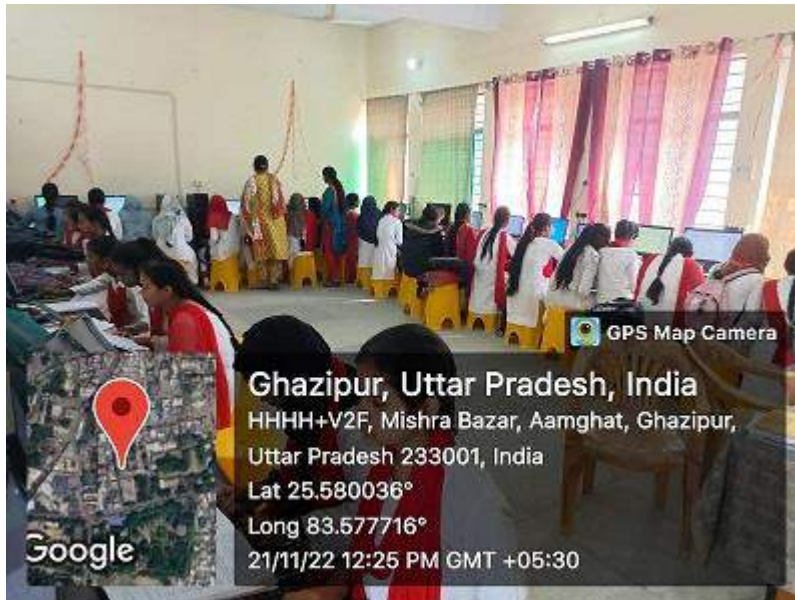 GPS Map Camera
Ghazipur, Uttar Pradesh, India
HHHH+V2F, Mishra Bazar, Aamghat, Ghazipur,
Uttar Pradesh 233001, India
Lat 25.580036°
Long 83.577716°
21/11/22 12:25 PM GMT +05:30
Google